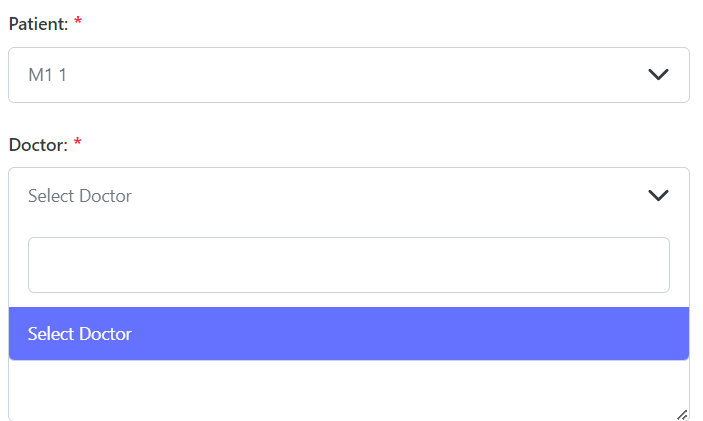 Patient: *
M1 1
Doctor: *
Select Doctor
Select Doctor